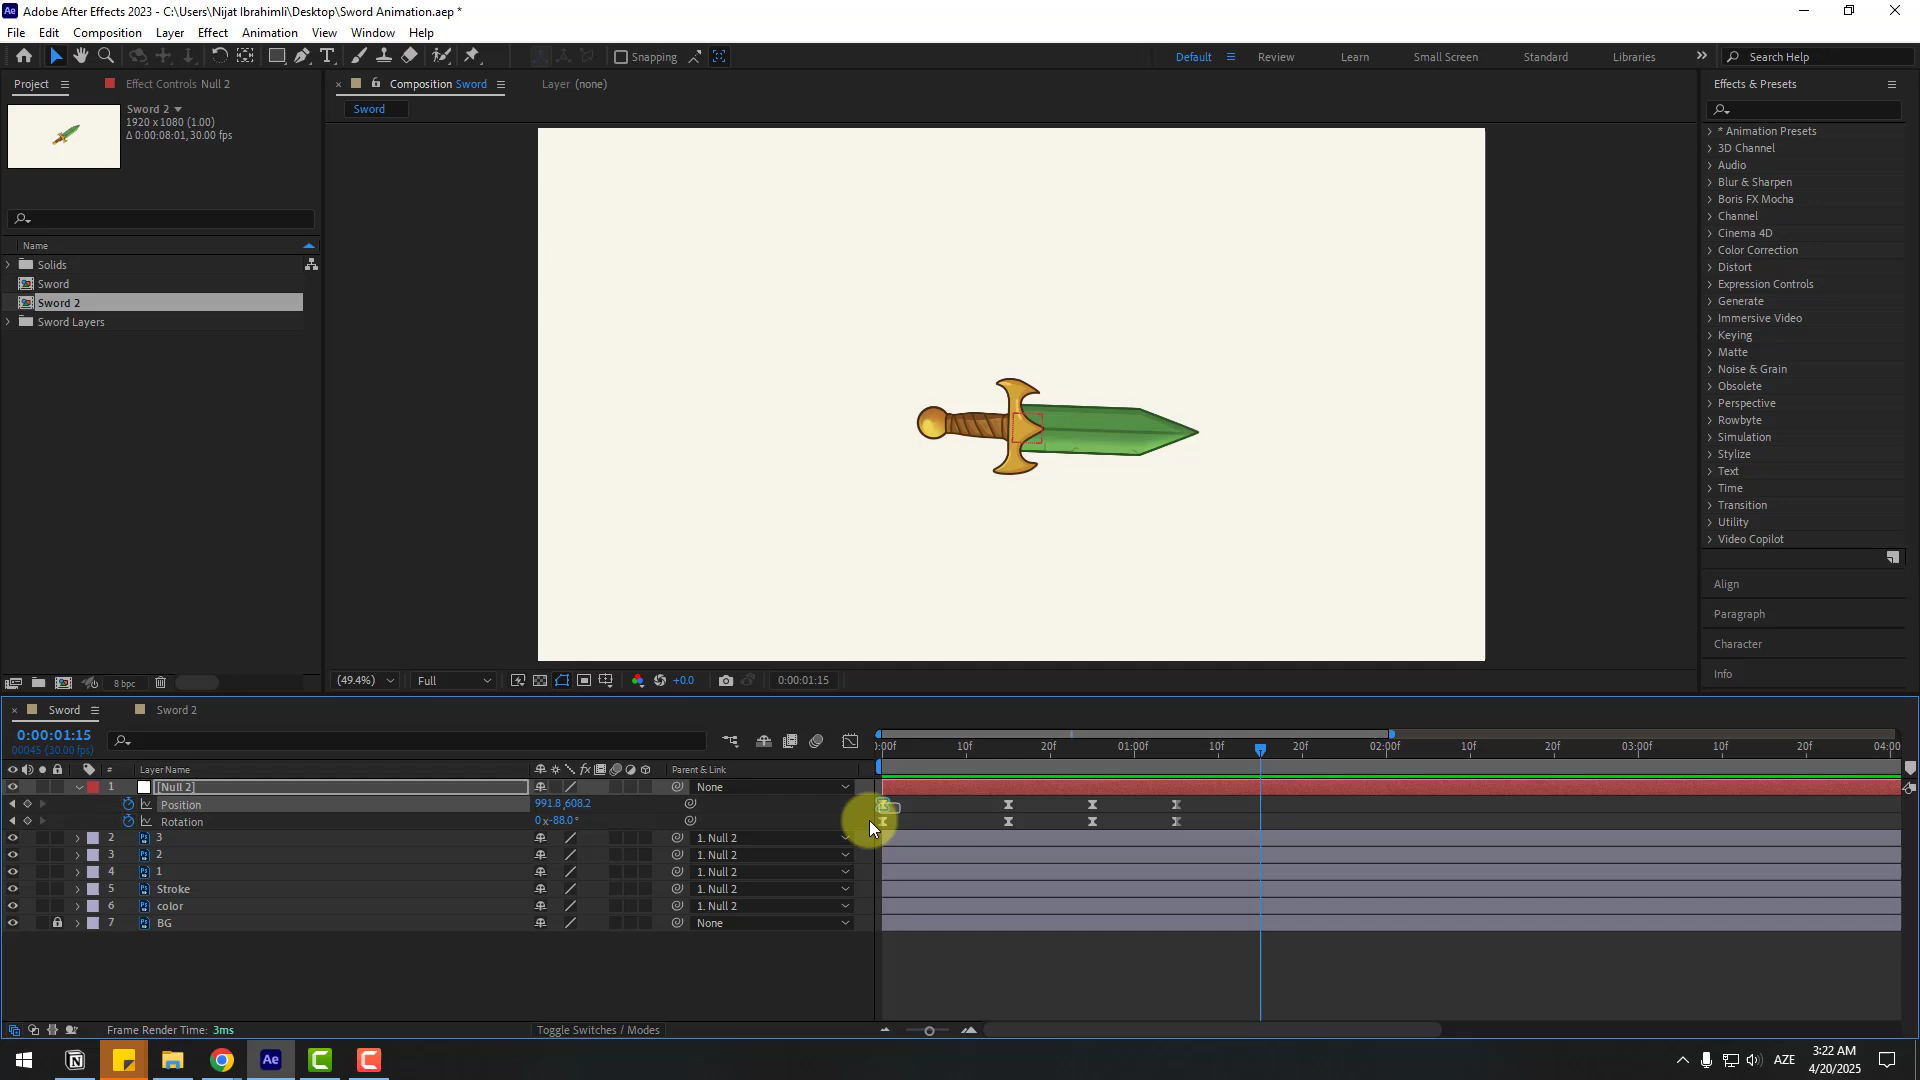 Adobe After Effects 2023 - C:\Users\Nijat Ibrahimli\Desktop\Sword Animation.aep *
File Edit Composition Layer Effect Animation View Window Help
Snapping
Default Review Learn Small Screen Standard Libraries Search Help
Project Effect Controls Null 2
Composition Sword Layer (none)
Effects & Presets
Sword 2
1920 x 1080 (1.00)
Δ 0:00:08:01, 30.00 fps
Sword
Name
Solids
Sword
Sword 2
Sword Layers
* Animation Presets
3D Channel
Audio
Blur & Sharpen
Boris FX Mocha
Channel
Cinema 4D
Color Correction
Distort
Expression Controls
Generate
Immersive Video
Keying
Matte
Noise & Grain
Obsolete
Perspective
Rowbyte
Simulation
Stylize
Text
Time
Transition
Utility
Video Copilot
Align
Paragraph
Character
Info
8 bpc
(49.4%) Full +0.0 0:00:01:15
Sword Sword 2
0:00:01:15
00045 (30.00 fps)
0:00f 10f 20f 01:00f 10f 20f 02:00f 10f 20f 03:00f 10f 20f 04:00
# Layer Name Parent & Link
1 [Null 2] None
Position 991.8,608.2
Rotation 0x-88.0°
2 3 1. Null 2
3 2 1. Null 2
4 1 1. Null 2
5 Stroke 1. Null 2
6 color 1. Null 2
7 BG None
Frame Render Time: 3ms Toggle Switches / Modes
AZE 3:22 AM
4/20/2025